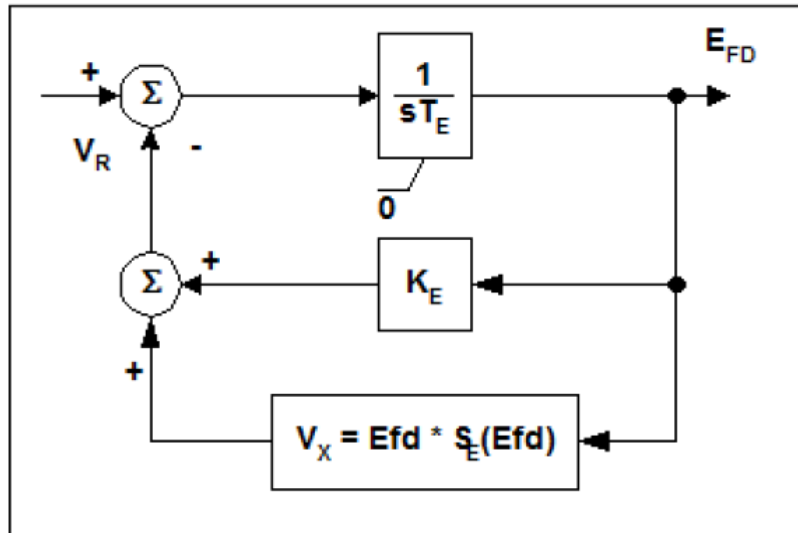 E_FD
+
Σ
1
sT_E
V_R
-
0
Σ
+
K_E
+
V_X = Efd * S_E(Efd)